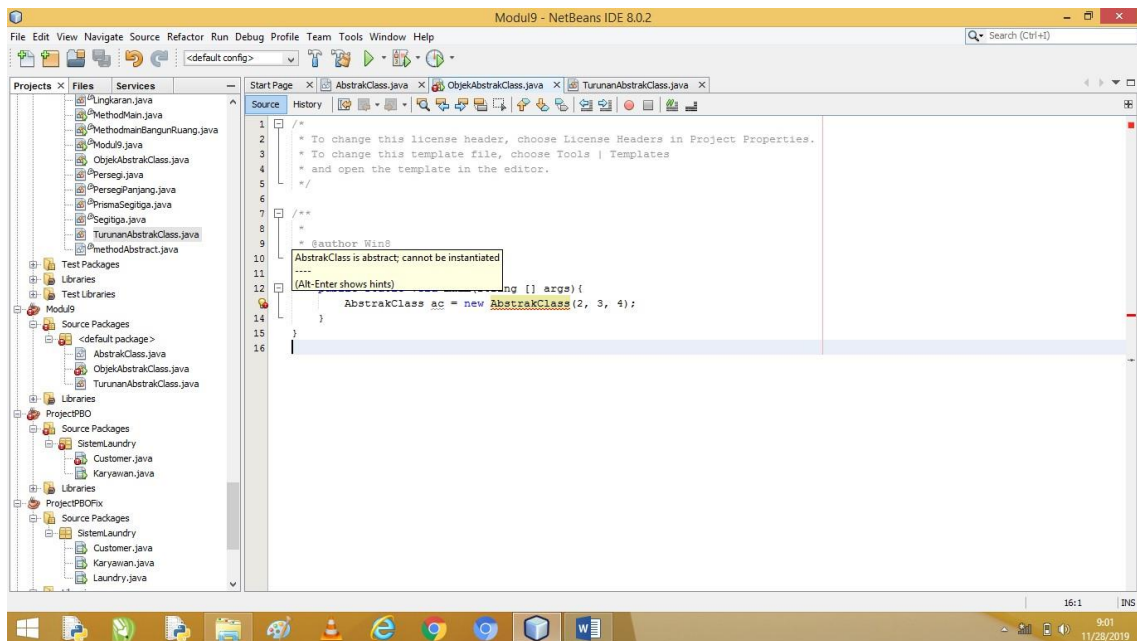 Modul9 - NetBeans IDE 8.0.2
File Edit View Navigate Source Refactor Run Debug Profile Team Tools Window Help
Search (Ctrl+I)
<default config>
Projects Files Services
Start Page AbstrakClass.java ObjekAbstrakClass.java TurunanAbstrakClass.java
Source History
Lingkaran.java
MethodMain.java
MethodmainBangunRuang.java
Modul9.java
ObjekAbstrakClass.java
Persegi.java
PersegiPanjang.java
PrismaSegitiga.java
Segitiga.java
TurunanAbstrakClass.java
methodAbstract.java
Test Packages
Libraries
Test Libraries
Modul9
Source Packages
<default package>
AbstrakClass.java
ObjekAbstrakClass.java
TurunanAbstrakClass.java
Libraries
ProjectPBO
Source Packages
SistemLaundry
Customer.java
Karyawan.java
Libraries
ProjectPBOFix
Source Packages
SistemLaundry
Customer.java
Karyawan.java
Laundry.java
1 /*
2 * To change this license header, choose License Headers in Project Properties.
3 * To change this template file, choose Tools | Templates
4 * and open the template in the editor.
5 */
6
7 /**
8 *
9 * @author Win8
10
11
12 [] args){
AbstrakClass ac = new AbstrakClass(2, 3, 4);
14 }
15 }
16
AbstrakClass is abstract; cannot be instantiated
----
(Alt-Enter shows hints)
16:1 INS
9:01
11/28/2019